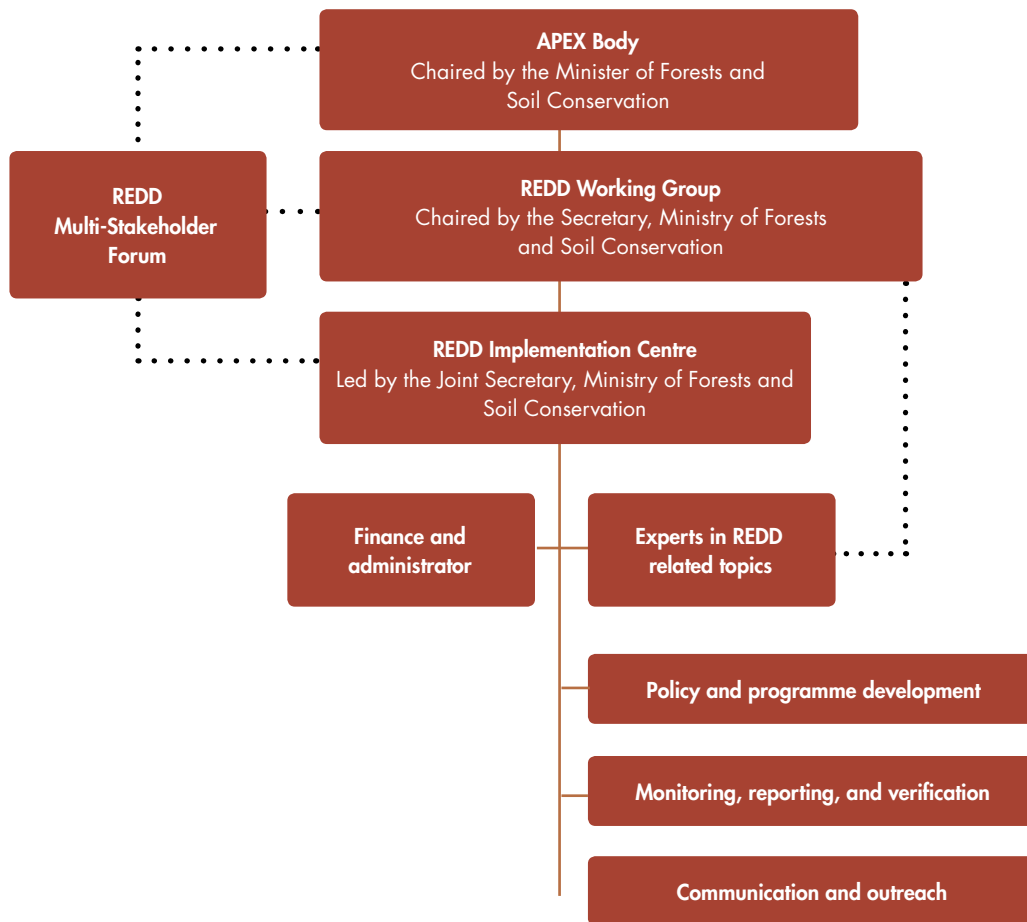 APEX Body
Chaired by the Minister of Forests and
Soil Conservation
REDD
Multi-Stakeholder
Forum
REDD Working Group
Chaired by the Secretary, Ministry of Forests
and Soil Conservation
REDD Implementation Centre
Led by the Joint Secretary, Ministry of Forests and
Soil Conservation
Finance and
administrator
Experts in REDD
related topics
Policy and programme development
Monitoring, reporting, and verification
Communication and outreach